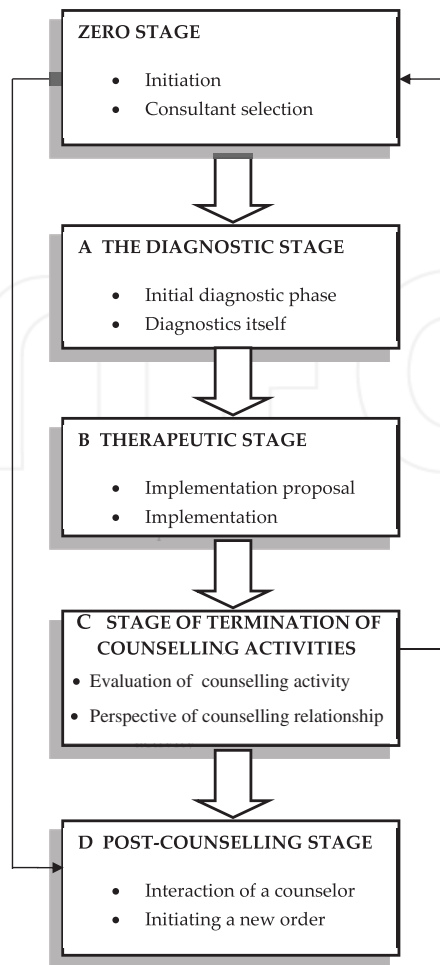 ZERO STAGE
• Initiation
• Consultant selection
A THE DIAGNOSTIC STAGE
• Initial diagnostic phase
• Diagnostics itself
B THERAPEUTIC STAGE
• Implementation proposal
• Implementation
C STAGE OF TERMINATION OF
COUNSELLING ACTIVITIES
• Evaluation of counselling activity
• Perspective of counselling relationship
D POST-COUNSELLING STAGE
• Interaction of a counselor
• Initiating a new order